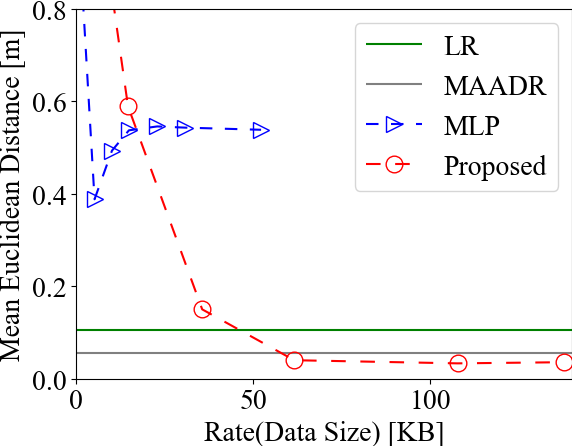 0.8
0.6
0.4
0.2
0.0
Mean Euclidean Distance [m]
LR
MAADR
MLP
Proposed
0
50
100
Rate(Data Size) [KB]